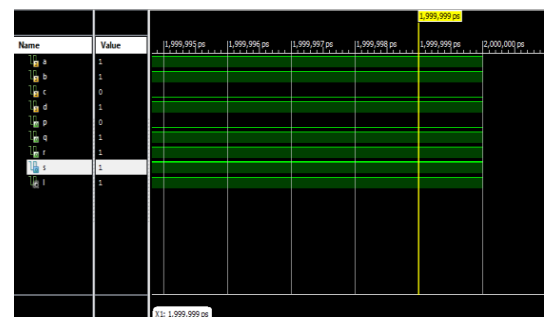 1,999,999 ps
Name Value 1,999,995 ps 1,999,996 ps 1,999,997 ps 1,999,998 ps 1,999,999 ps 2,000,000 ps
a 1
b 1
c 0
d 1
p 0
q 1
r 1
s 1
l 1
X1: 1,999,999 ps